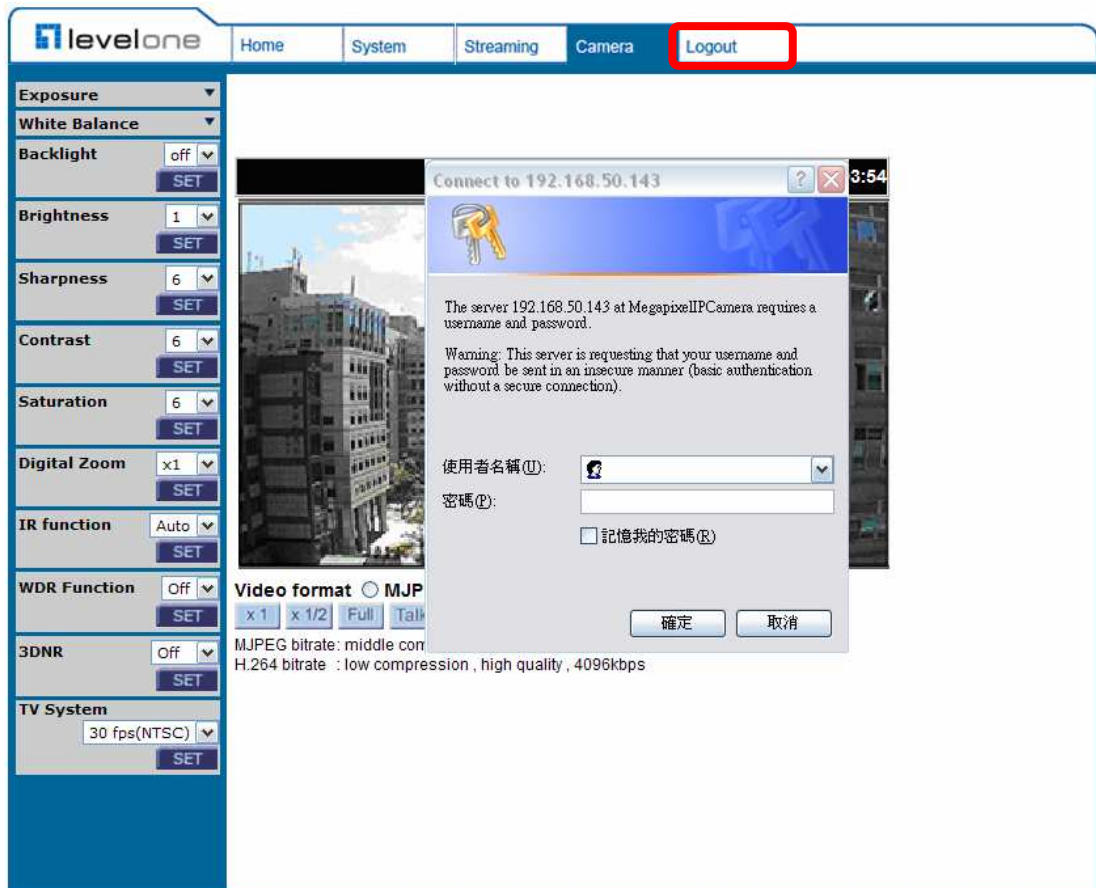 levelone
Home
System
Streaming
Camera
Logout
Exposure
White Balance
Backlight
off
SET
Brightness
1
SET
Sharpness
6
SET
Contrast
6
SET
Saturation
6
SET
Digital Zoom
x1
SET
IR function
Auto
SET
WDR Function
Off
SET
3DNR
Off
SET
TV System
30 fps(NTSC)
SET
3:54
Connect to 192.168.50.143
The server 192.168.50.143 at MegapixelIPCamera requires a
username and password.
Warning: This server is requesting that your username and
password be sent in an insecure manner (basic authentication
without a secure connection).
使用者名稱(U):
密碼(P):
記憶我的密碼(R)
確定
取消
Video format MJP
x 1
x 1/2
Full
Talk
MJPEG bitrate: middle com
H.264 bitrate : low compression , high quality , 4096kbps